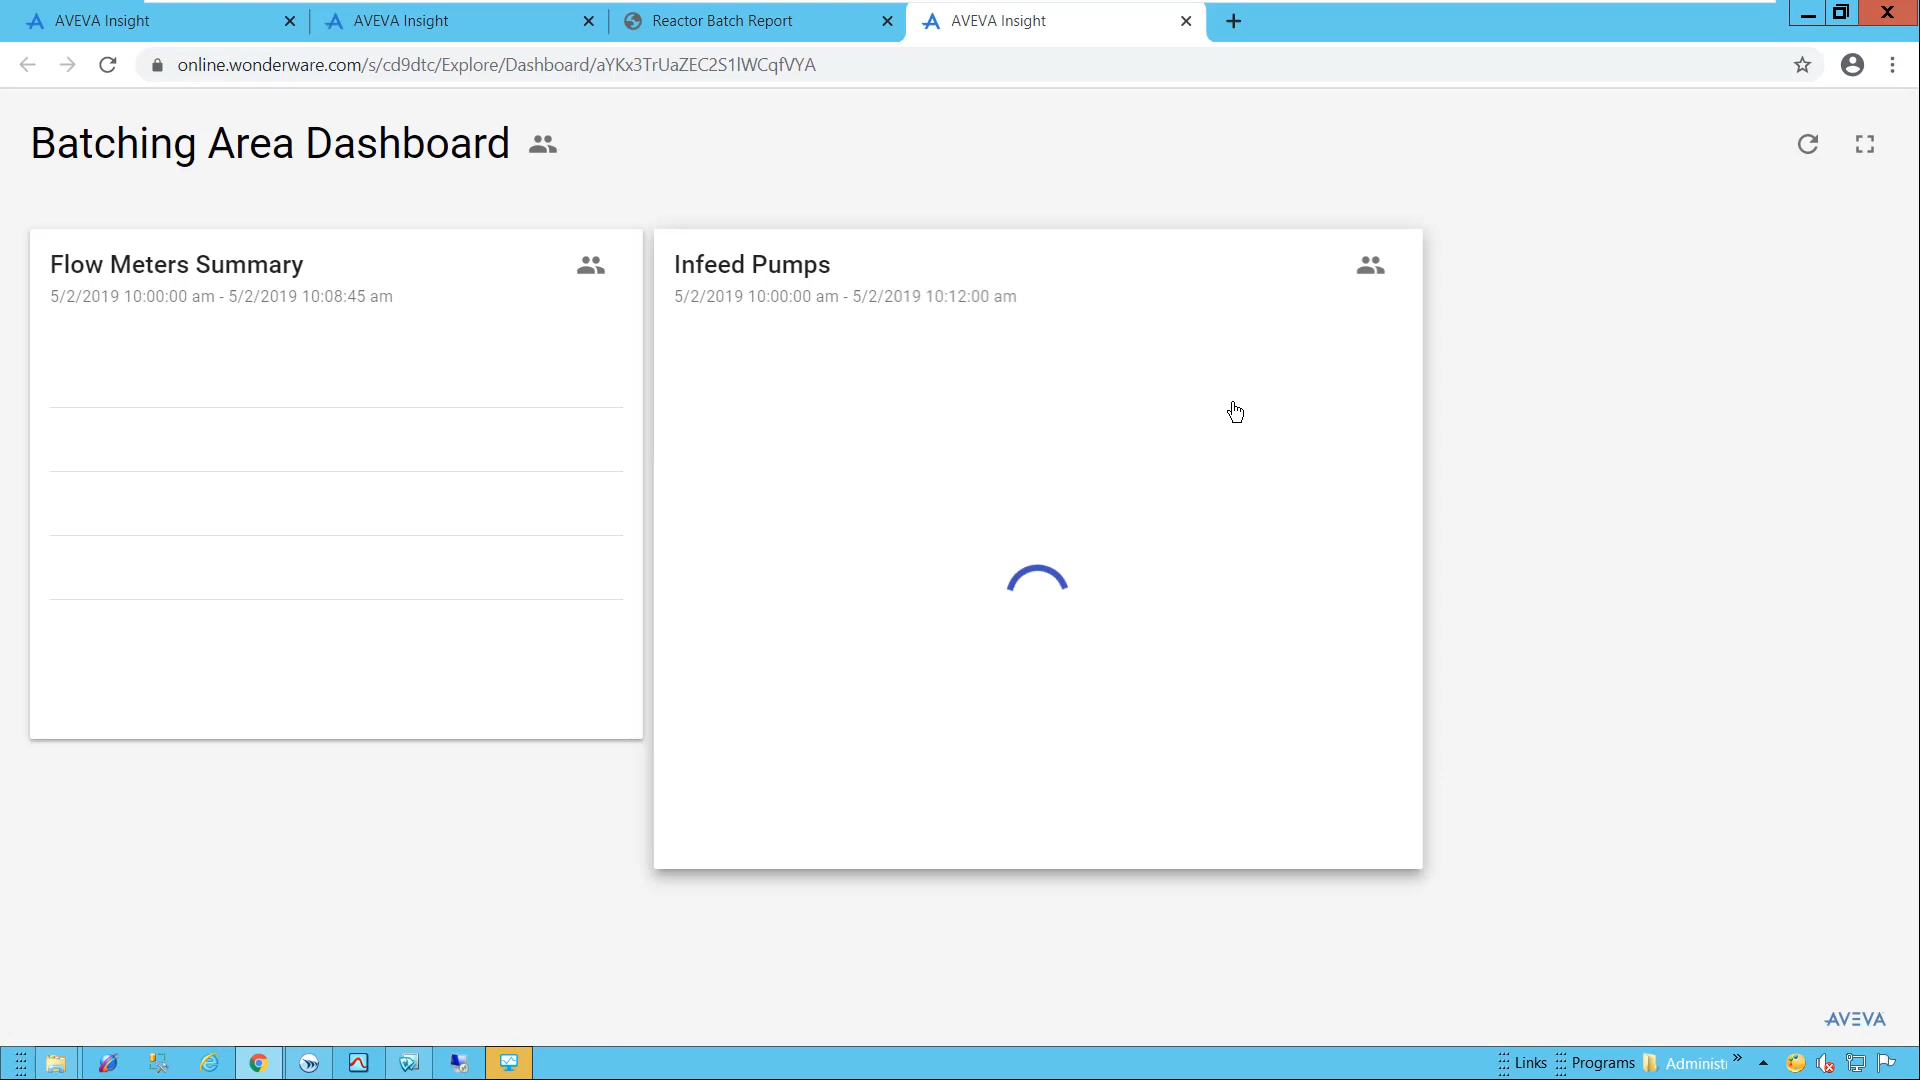 AVEVA Insight
AVEVA Insight
Reactor Batch Report
AVEVA Insight
online.wonderware.com/s/cd9dtc/Explore/Dashboard/aYKx3TrUaZEC2S1lWCqfVYA
Batching Area Dashboard
Flow Meters Summary
5/2/2019 10:00:00 am - 5/2/2019 10:08:45 am
Infeed Pumps
5/2/2019 10:00:00 am - 5/2/2019 10:12:00 am
AVEVA
Links
Programs
Administ